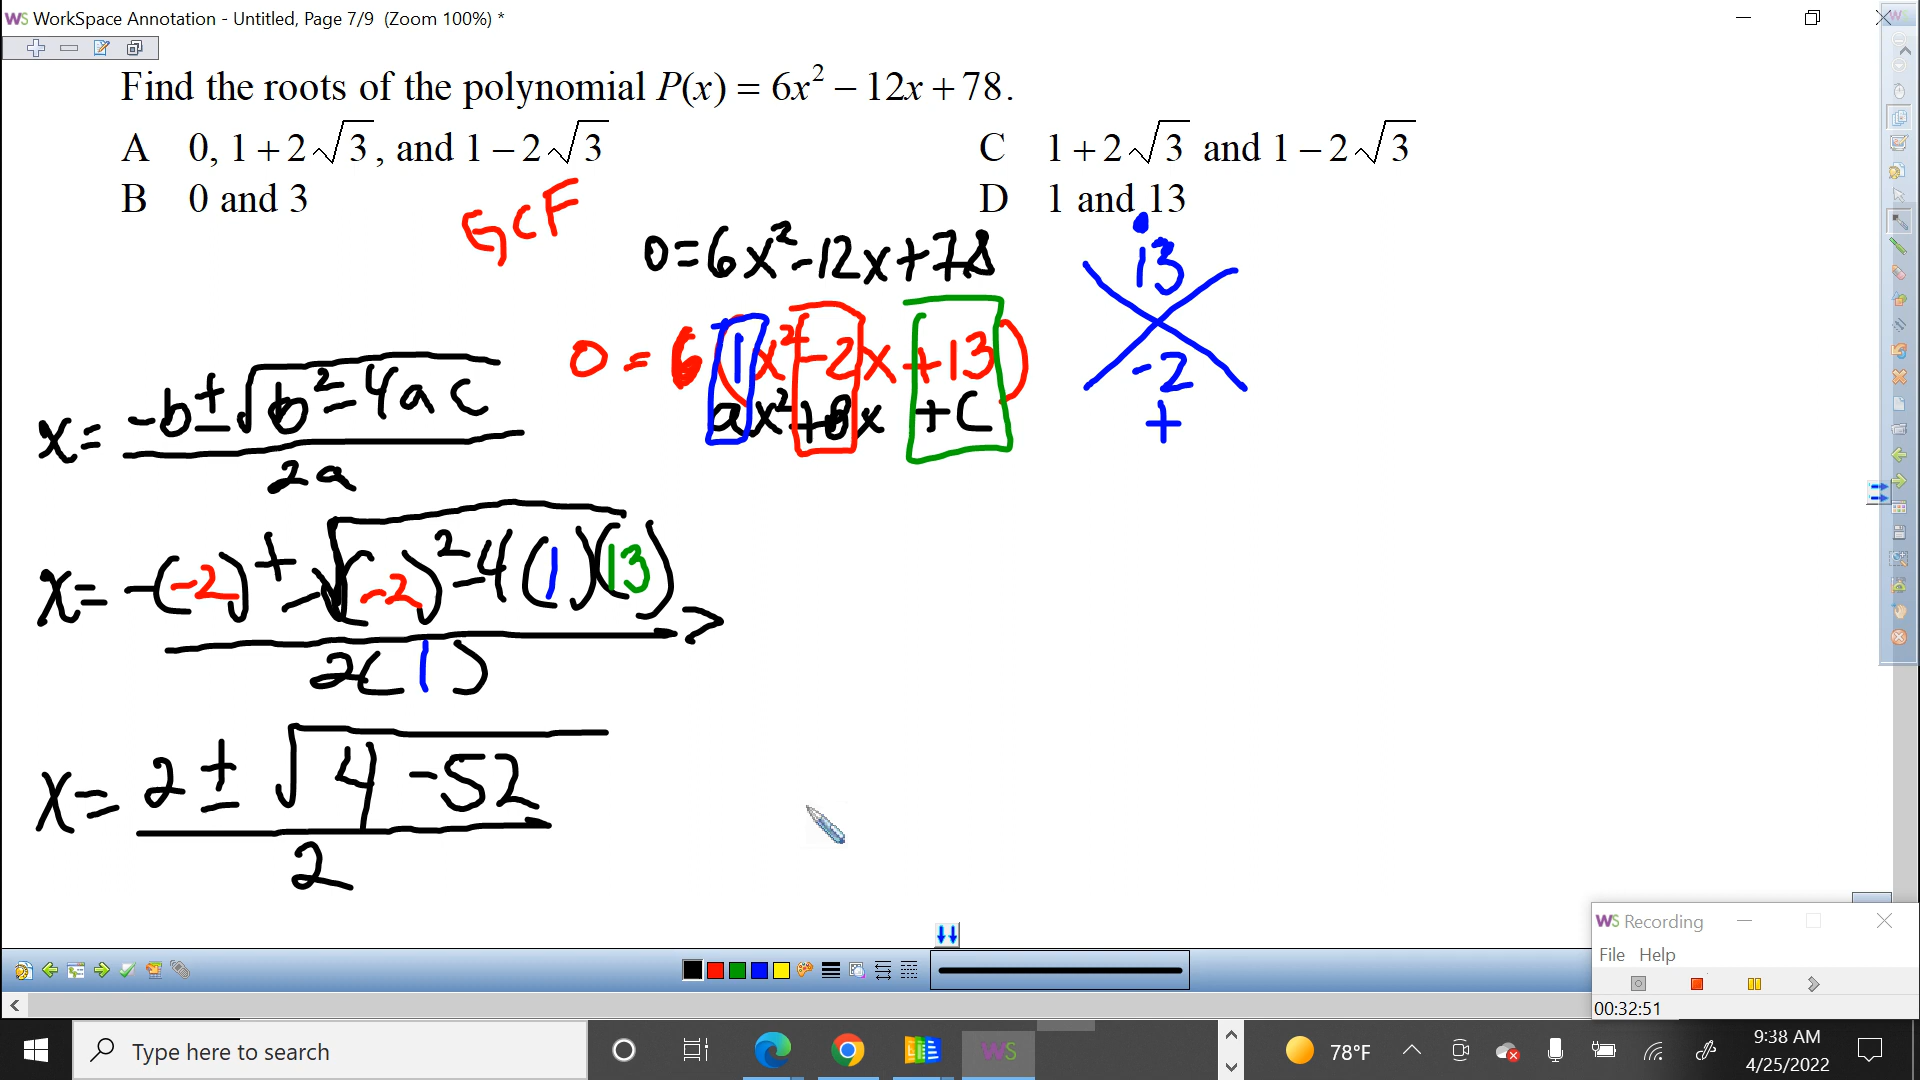 WS WorkSpace Annotation - Untitled, Page 7/9 (Zoom 100%) *
Find the roots of the polynomial P(x) = 6x² − 12x + 78.
A 0, 1 + 2√3, and 1 − 2√3
C 1 + 2√3 and 1 − 2√3
B 0 and 3
D 1 and 13
GCF
0=6x²-12x+78
13
0 = 6(1x²-2x+13)
-2
ax²+Bx+C
+
x= -b±√b²-4ac
2a
x= -(-2)±√(-2)²-4(1)(13)
2(1)
x= 2±√4-52
2
WS Recording
File Help
00:32:51
Type here to search
WS
78°F
9:38 AM
4/25/2022